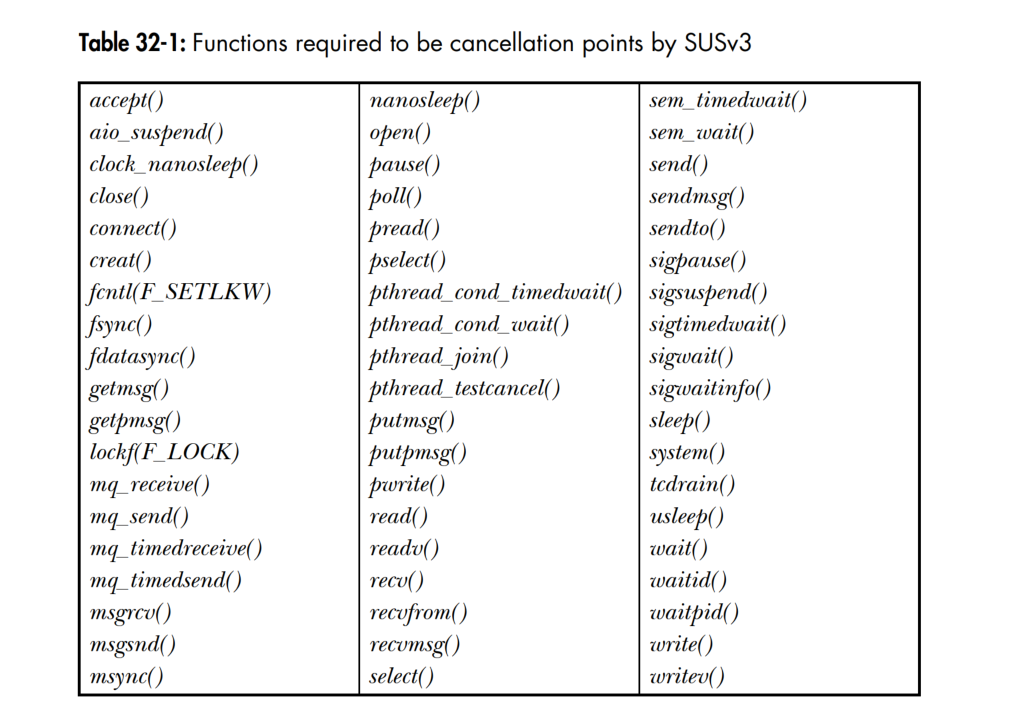 Table 32-1: Functions required to be cancellation points by SUSv3
accept()
aio_suspend()
clock_nanosleep()
close()
connect()
creat()
fcntl(F_SETLKW)
fsync()
fdatasync()
getmsg()
getpmsg()
lockf(F_LOCK)
mq_receive()
mq_send()
mq_timedreceive()
mq_timedsend()
msgrcv()
msgsnd()
msync()
nanosleep()
open()
pause()
poll()
pread()
pselect()
pthread_cond_timedwait()
pthread_cond_wait()
pthread_join()
pthread_testcancel()
putmsg()
putpmsg()
pwrite()
read()
readv()
recv()
recvfrom()
recvmsg()
select()
sem_timedwait()
sem_wait()
send()
sendmsg()
sendto()
sigpause()
sigsuspend()
sigtimedwait()
sigwait()
sigwaitinfo()
sleep()
system()
tcdrain()
usleep()
wait()
waitid()
waitpid()
write()
writev()